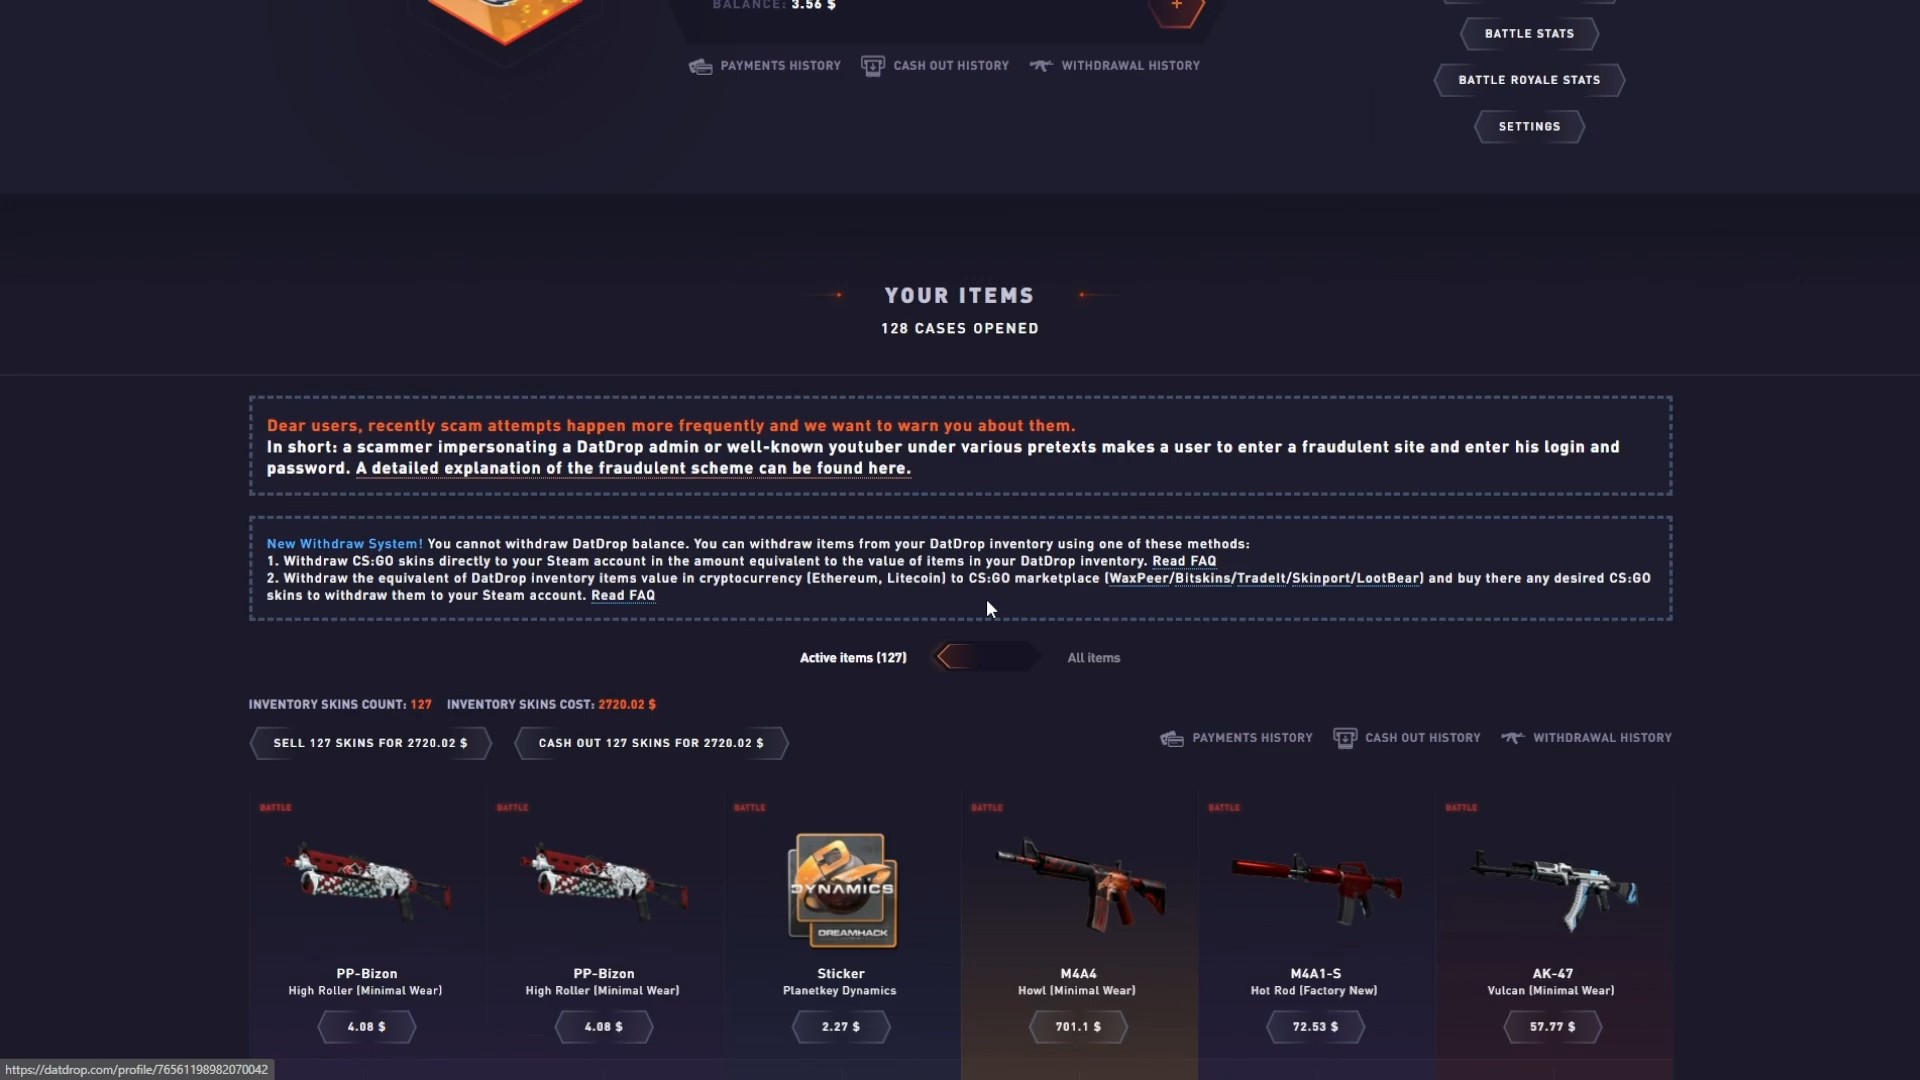 BALANCE: 3.56 $
PAYMENTS HISTORY
CASH OUT HISTORY
WITHDRAWAL HISTORY
BATTLE STATS
BATTLE ROYALE STATS
SETTINGS
YOUR ITEMS
128 CASES OPENED
Dear users, recently scam attempts happen more frequently and we want to warn you about them.
In short: a scammer impersonating a DatDrop admin or well-known youtuber under various pretexts makes a user to enter a fraudulent site and enter his login and
password. A detailed explanation of the fraudulent scheme can be found here.
New Withdraw System! You cannot withdraw DatDrop balance. You can withdraw items from your DatDrop inventory using one of these methods:
1. Withdraw CS:GO skins directly to your Steam account in the amount equivalent to the value of items in your DatDrop inventory. Read FAQ
2. Withdraw the equivalent of DatDrop inventory items value in cryptocurrency (Ethereum, Litecoin) to CS:GO marketplace (WaxPeer/Bitskins/TradeIt/Skinport/LootBear) and buy there any desired CS:GO
skins to withdraw them to your Steam account. Read FAQ
Active items (127)
All items
INVENTORY SKINS COUNT: 127 INVENTORY SKINS COST: 2720.02 $
SELL 127 SKINS FOR 2720.02 $
CASH OUT 127 SKINS FOR 2720.02 $
PAYMENTS HISTORY
CASH OUT HISTORY
WITHDRAWAL HISTORY
BATTLE
PP-Bizon
High Roller (Minimal Wear)
4.08 $
BATTLE
PP-Bizon
High Roller (Minimal Wear)
4.08 $
BATTLE
DYNAMICS
DREAMHACK
Sticker
Planetkey Dynamics
2.27 $
BATTLE
M4A4
Howl (Minimal Wear)
701.1 $
BATTLE
M4A1-S
Hot Rod (Factory New)
72.53 $
BATTLE
AK-47
Vulcan (Minimal Wear)
57.77 $
https://datdrop.com/profile/76561198982070042